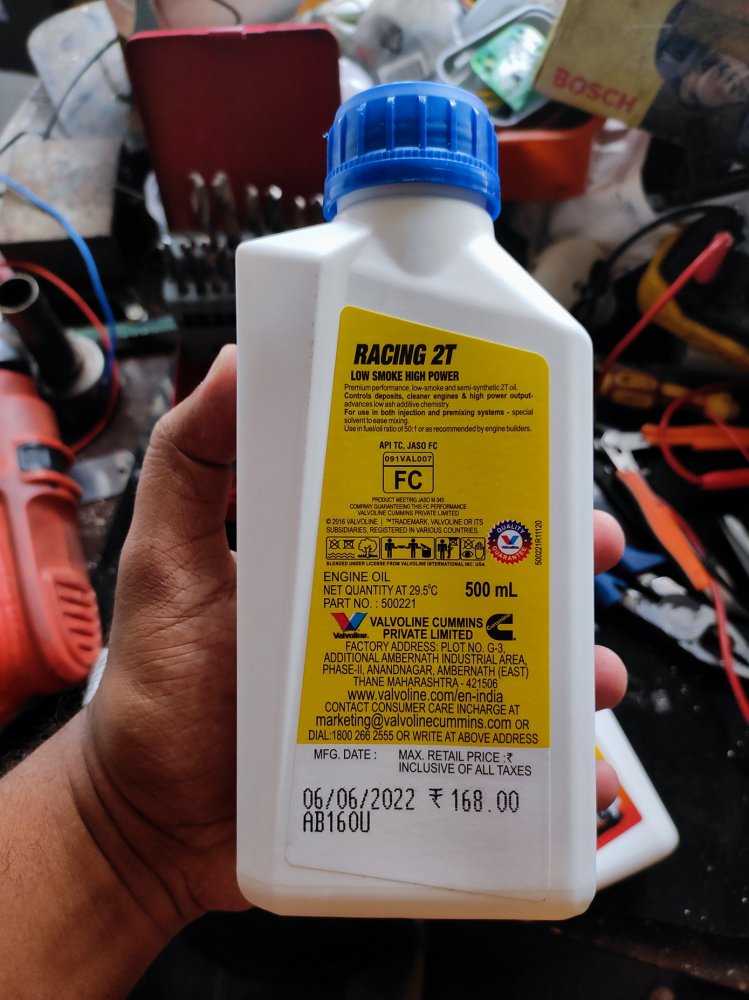 BOSCH
RACING 2T
LOW SMOKE HIGH POWER
Premium performance, low-smoke and semi-synthetic 2T oil.
Controls deposits, cleaner engines & high power output-
advances low ash additive chemistry.
For use in both injection and premixing systems - special
solvent to ease mixing.
Use in fuel/oil ratio of 50:1 or as recommended by engine builders.
API TC, JASO FC
091VAL007
FC
PRODUCT MEETING JASO M 345
COMPANY GUARANTEEING THIS FC PERFORMANCE
VALVOLINE CUMMINS PRIVATE LIMITED
© 2016 VALVOLINE | ™TRADEMARK, VALVOLINE OR ITS
SUBSIDIARIES, REGISTERED IN VARIOUS COUNTRIES.
QUALITY
Valvoline
GUARANTEE
500221R11120
BLENDED UNDER LICENSE FROM VALVOLINE INTERNATIONAL INC. USA
ENGINE OIL
NET QUANTITY AT 29.5⁰C 500 mL
PART NO. : 500221
Valvoline.
VALVOLINE CUMMINS
PRIVATE LIMITED
FACTORY ADDRESS: PLOT NO. G-3,
ADDITIONAL AMBERNATH INDUSTRIAL AREA,
PHASE-II, ANANDNAGAR, AMBERNATH (EAST)
THANE MAHARASHTRA - 421506
www.valvoline.com/en-india
CONTACT CONSUMER CARE INCHARGE AT
marketing@valvolinecummins.com OR
DIAL:1800 266 2555 OR WRITE AT ABOVE ADDRESS
MFG. DATE : MAX. RETAIL PRICE :₹
INCLUSIVE OF ALL TAXES
06/06/2022 ₹ 168.00
AB160U